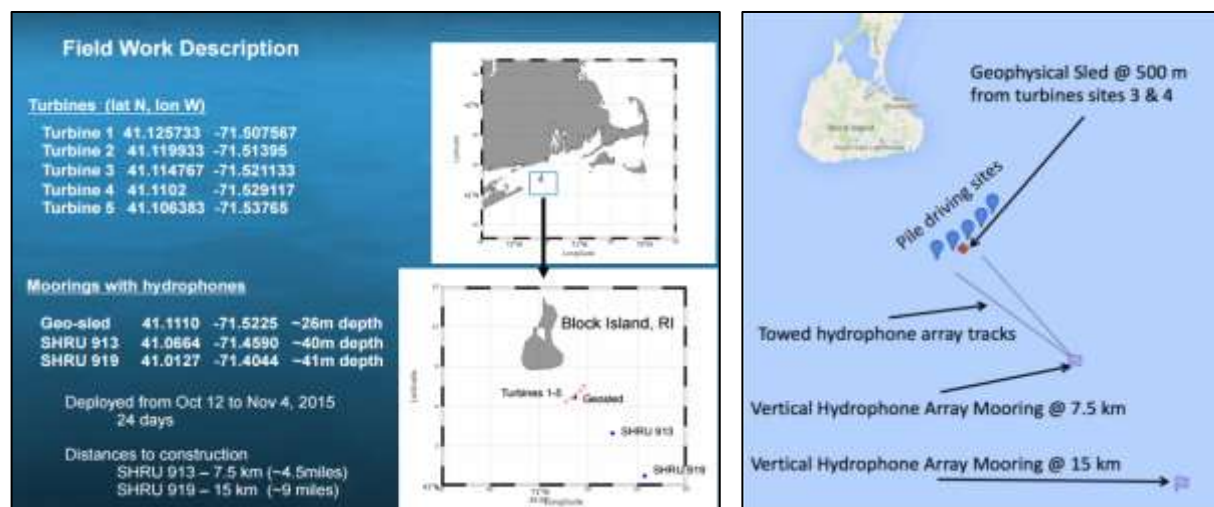 Field Work Description
Turbines (lat N, lon W)
Turbine 1 41.125733 -71.507567
Turbine 2 41.119933 -71.51395
Turbine 3 41.114767 -71.521133
Turbine 4 41.1102 -71.529117
Turbine 5 41.106383 -71.53765
Moorings with hydrophones
Geo-sled 41.1110 -71.5225 ~26m depth
SHRU 913 41.0664 -71.4590 ~40m depth
SHRU 919 41.0127 -71.4044 ~41m depth
Deployed from Oct 12 to Nov 4, 2015
24 days
Distances to construction
SHRU 913 – 7.5 km (~4.5miles)
SHRU 919 – 15 km (~9 miles)
Latitude
Longitude
Block Island, RI
Turbines 1-5
Geosled
SHRU 913
SHRU 919
Latitude
Longitude
Geophysical Sled @ 500 m
from turbines sites 3 & 4
Pile driving sites
Towed hydrophone array tracks
Vertical Hydrophone Array Mooring @ 7.5 km
Vertical Hydrophone Array Mooring @ 15 km